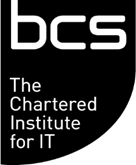 bcs
The
Chartered
Institute
for IT